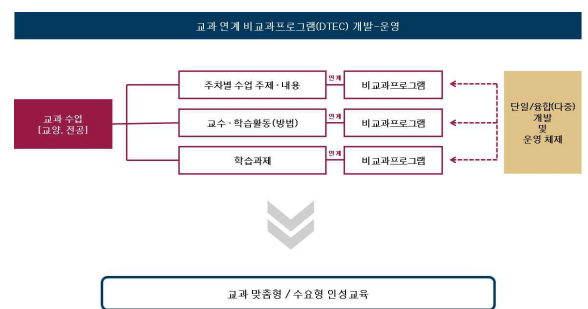 교과 연계 비교과프로그램(DTEC) 개발-운영
주차별 수업 주제·내용
연계
비교과프로그램
교과 수업
[교양, 전공]
교수·학습활동(방법)
연계
비교과프로그램
학습과제
연계
비교과프로그램
단일/융합(다중)
개발
및
운영 체제
교과 맞춤형 / 수요형 인성교육